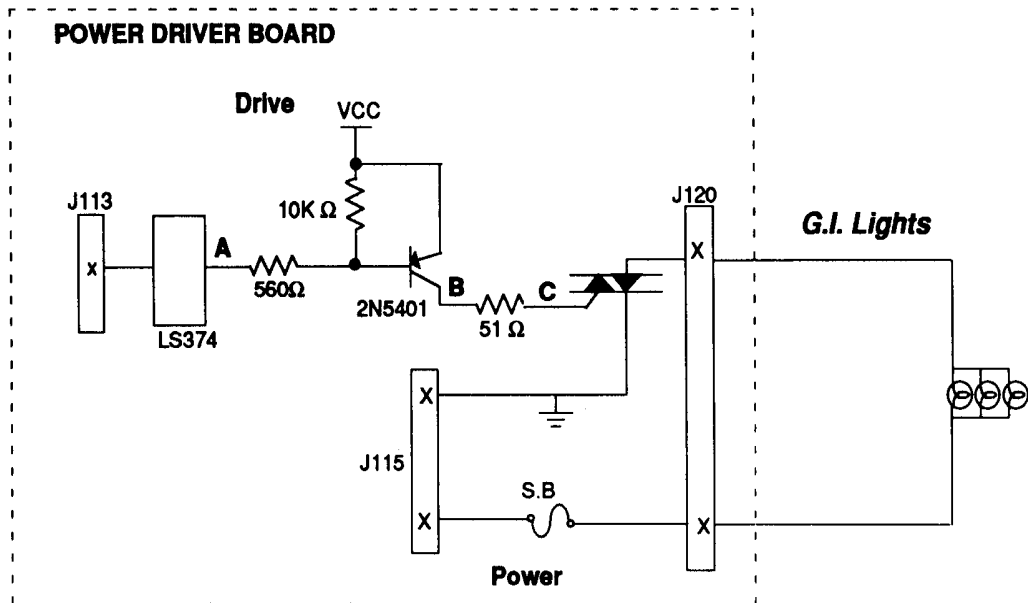 POWER DRIVER BOARD
Drive
VCC
J113
J120
10K Ω
G.I. Lights
X
A
X
560Ω
B
C
2N5401
51 Ω
LS374
X
J115
S.B
X
X
Power